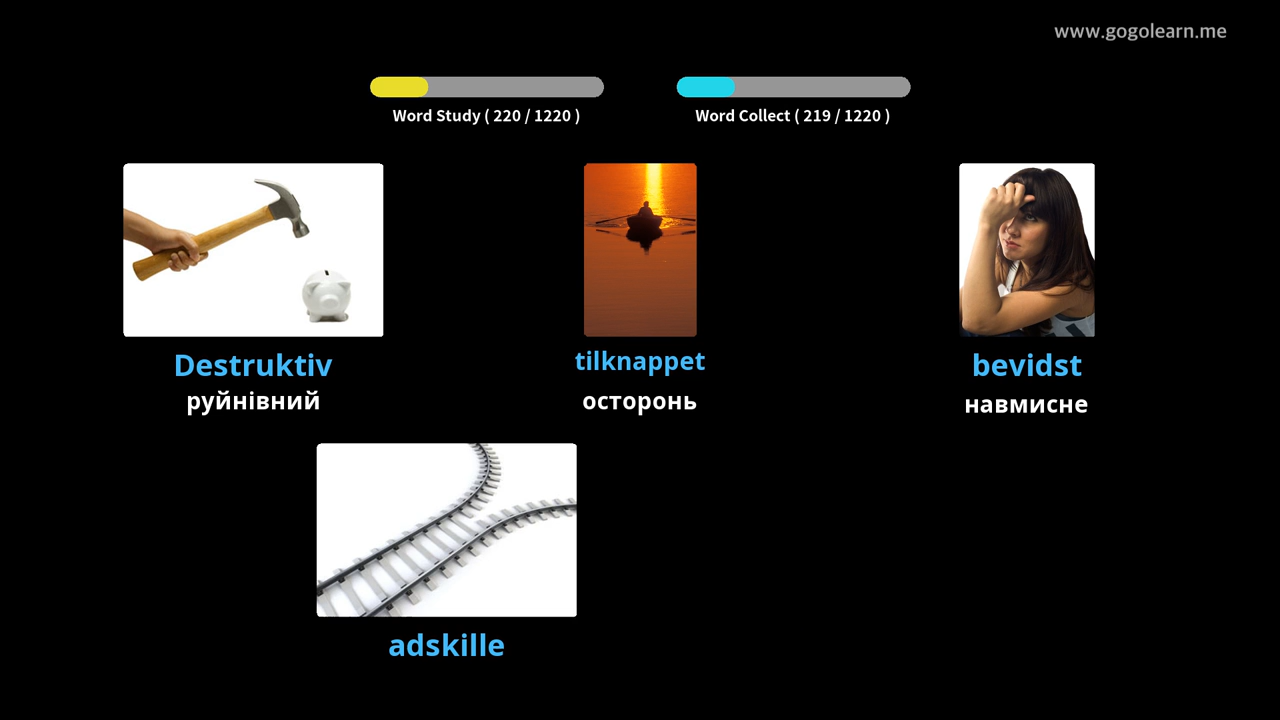 www.gogolearn.me
Word Study ( 220 / 1220 )
Word Collect ( 219 / 1220 )
Destruktiv
руйнівний
tilknappet
осторонь
bevidst
навмисне
adskille